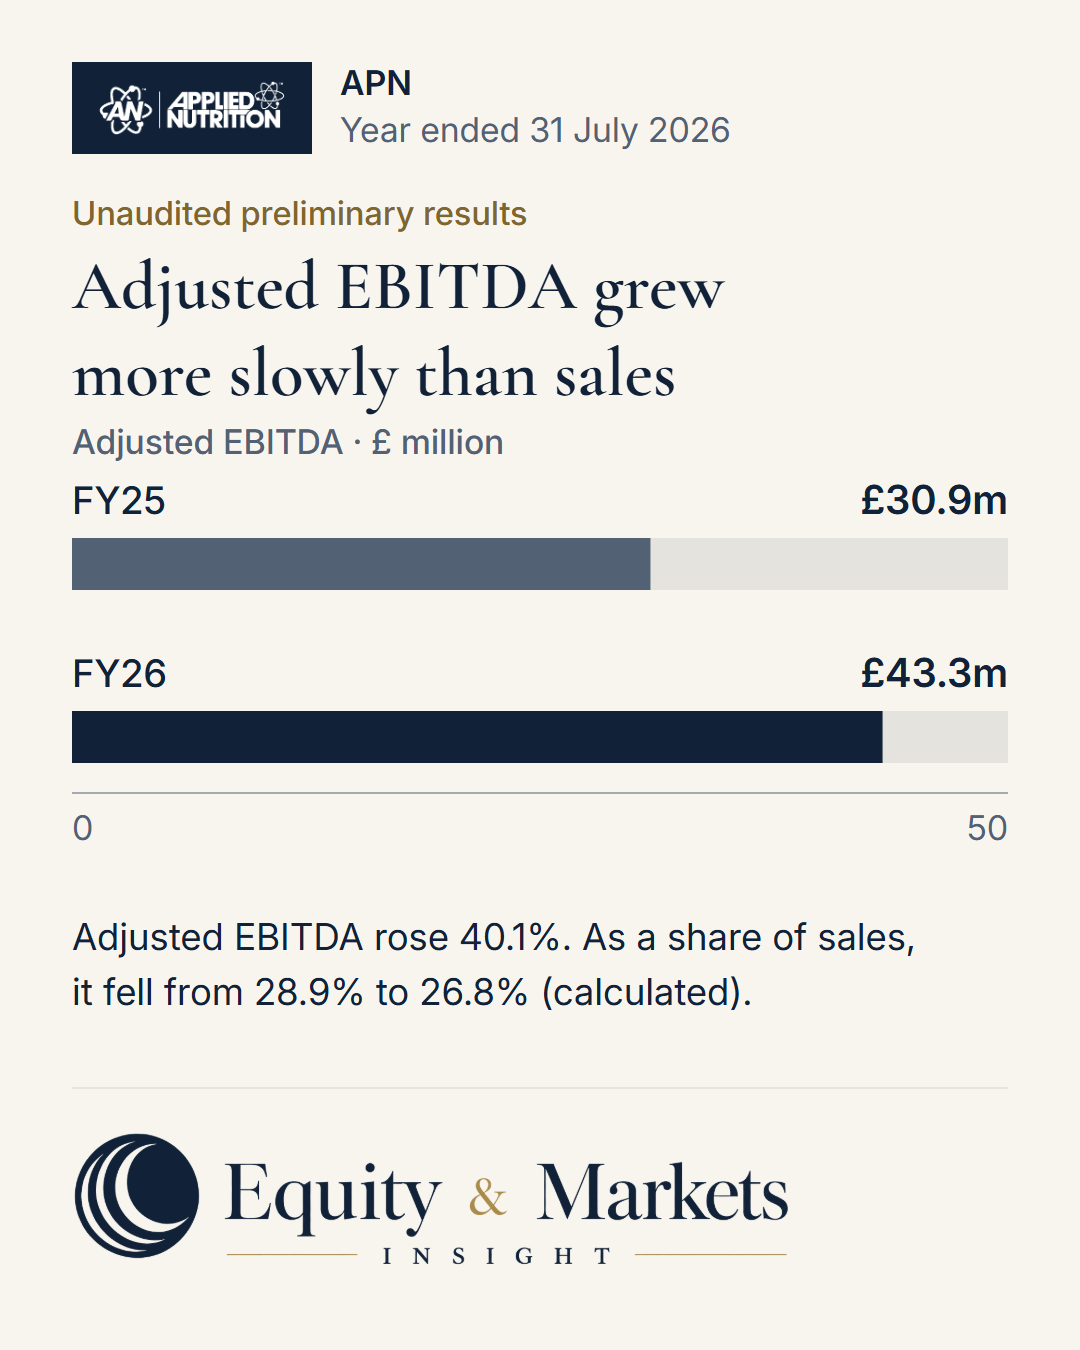 AN
APPLIED
NUTRITION
APN
Year ended 31 July 2026
Unaudited preliminary results
Adjusted EBITDA grew
more slowly than sales
Adjusted EBITDA · £ million
FY25 £30.9m
FY26 £43.3m
0 50
Adjusted EBITDA rose 40.1%. As a share of sales,
it fell from 28.9% to 26.8% (calculated).
Equity & Markets
INSIGHT